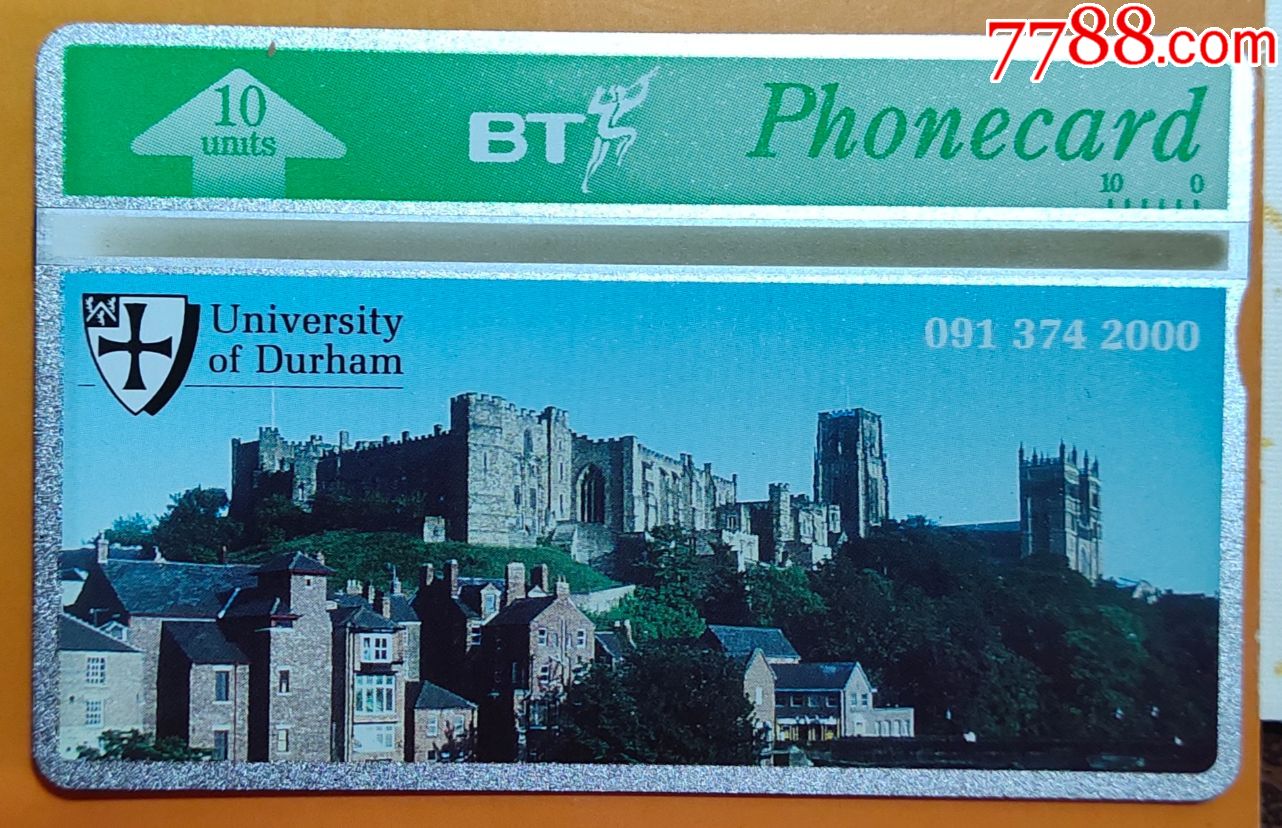 7788.com
10
units
BT
Phonecard
10 0
University
of Durham
091 374 2000